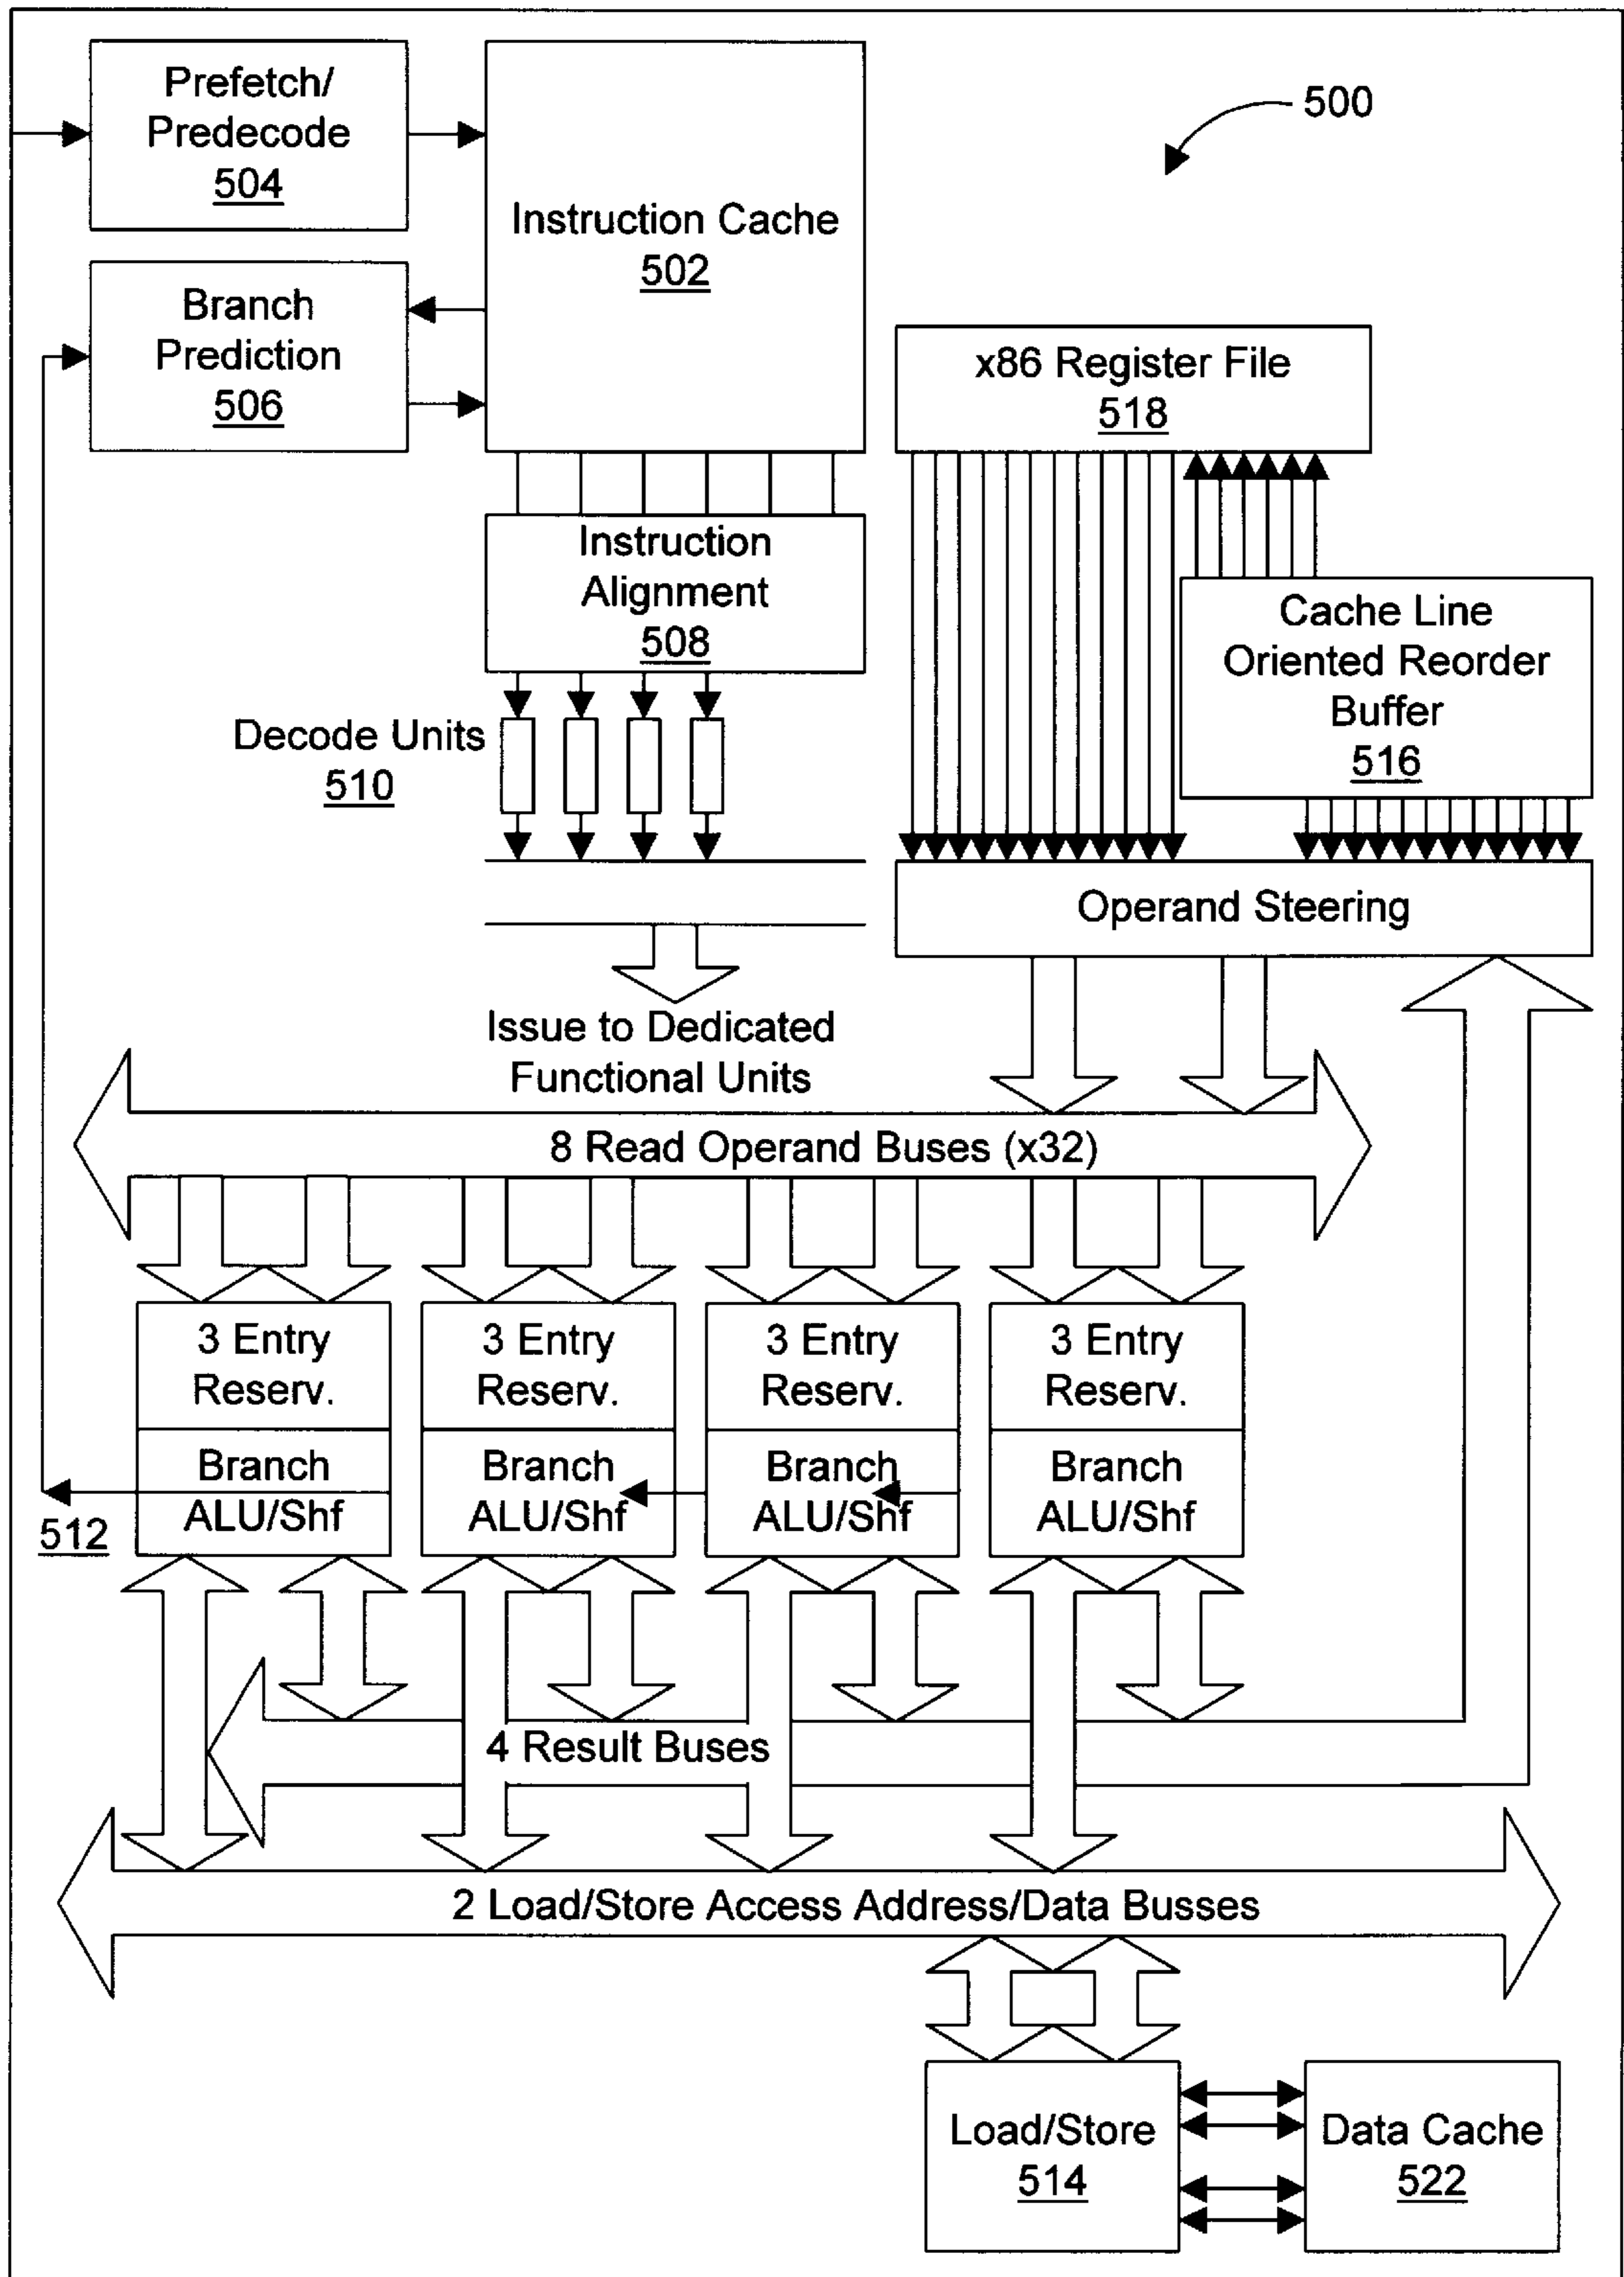 Prefetch/
Predecode
504
Instruction Cache
502
500
Branch
Prediction
506
x86 Register File
518
Instruction
Alignment
508
Cache Line
Oriented Reorder
Buffer
516
Decode Units
510
Operand Steering
Issue to Dedicated
Functional Units
8 Read Operand Buses (x32)
3 Entry
Reserv.
Branch
ALU/Shf
3 Entry
Reserv.
Branch
ALU/Shf
3 Entry
Reserv.
Branch
ALU/Shf
3 Entry
Reserv.
Branch
ALU/Shf
512
4 Result Buses
2 Load/Store Access Address/Data Busses
Load/Store
514
Data Cache
522